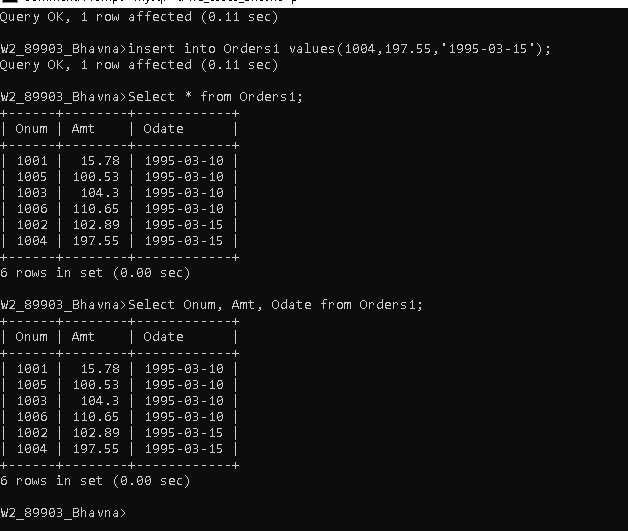 Query OK, 1 row affected (0.11 sec)
W2_89903_Bhavna>insert into Orders1 values(1004,197.55,'1995-03-15');
Query OK, 1 row affected (0.11 sec)
W2_89903_Bhavna>Select * from Orders1;
+------+--------+------------+
| Onum | Amt    | Odate      |
+------+--------+------------+
| 1001 |  15.78 | 1995-03-10 |
| 1005 | 100.53 | 1995-03-10 |
| 1003 |  104.3 | 1995-03-10 |
| 1006 | 110.65 | 1995-03-10 |
| 1002 | 102.89 | 1995-03-15 |
| 1004 | 197.55 | 1995-03-15 |
+------+--------+------------+
6 rows in set (0.00 sec)
W2_89903_Bhavna>Select Onum, Amt, Odate from Orders1;
+------+--------+------------+
| Onum | Amt    | Odate      |
+------+--------+------------+
| 1001 |  15.78 | 1995-03-10 |
| 1005 | 100.53 | 1995-03-10 |
| 1003 |  104.3 | 1995-03-10 |
| 1006 | 110.65 | 1995-03-10 |
| 1002 | 102.89 | 1995-03-15 |
| 1004 | 197.55 | 1995-03-15 |
+------+--------+------------+
6 rows in set (0.00 sec)
W2_89903_Bhavna>